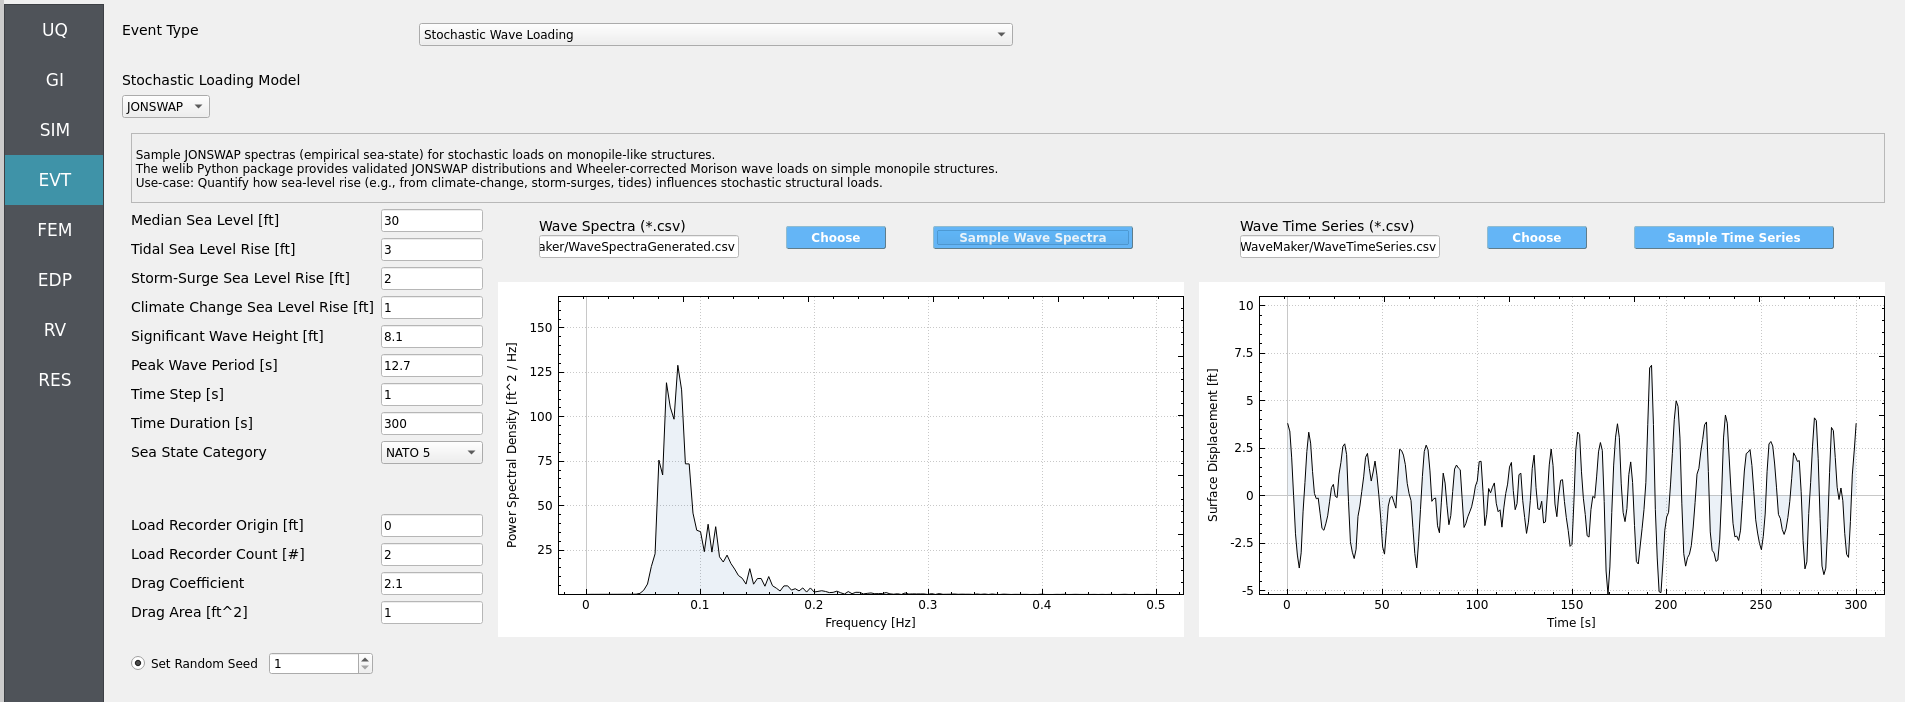 UQ
GI
SIM
EVT
FEM
EDP
RV
RES
Event Type
Stochastic Wave Loading
Stochastic Loading Model
JONSWAP
Sample JONSWAP spectras (empirical sea-state) for stochastic loads on monopile-like structures.
The welib Python package provides validated JONSWAP distributions and Wheeler-corrected Morison wave loads on simple monopile structures.
Use-case: Quantify how sea-level rise (e.g., from climate-change, storm-surges, tides) influences stochastic structural loads.
Median Sea Level [ft] 30
Tidal Sea Level Rise [ft] 3
Storm-Surge Sea Level Rise [ft] 2
Climate Change Sea Level Rise [ft] 1
Significant Wave Height [ft] 8.1
Peak Wave Period [s] 12.7
Time Step [s] 1
Time Duration [s] 300
Sea State Category NATO 5
Load Recorder Origin [ft] 0
Load Recorder Count [#] 2
Drag Coefficient 2.1
Drag Area [ft^2] 1
Set Random Seed 1
Wave Spectra (*.csv)
aker/WaveSpectraGenerated.csv
Choose
Sample Wave Spectra
150
125
100
75
50
25
Power Spectral Density [ft^2 / Hz]
0 0.1 0.2 0.3 0.4 0.5
Frequency [Hz]
Wave Time Series (*.csv)
WaveMaker/WaveTimeSeries.csv
Choose
Sample Time Series
10
7.5
5
2.5
0
-2.5
-5
Surface Displacement [ft]
0 50 100 150 200 250 300
Time [s]